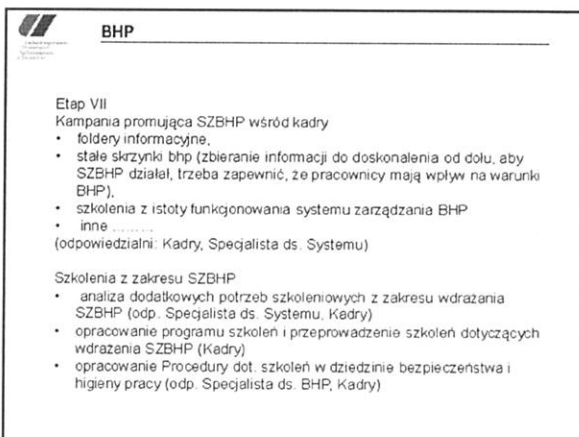 BHP
Etap VII
Kampania promująca SZBHP wśród kadry
• foldery informacyjne,
• stałe skrzynki bhp (zbieranie informacji do doskonalenia od dołu, aby
SZBHP działał, trzeba zapewnić, że pracownicy mają wpływ na warunki
BHP),
• szkolenia z istoty funkcjonowania systemu zarządzania BHP
• inne ………
(odpowiedzialni: Kadry, Specjalista ds. Systemu)
Szkolenia z zakresu SZBHP
• analiza dodatkowych potrzeb szkoleniowych z zakresu wdrażania
SZBHP (odp. Specjalista ds. Systemu, Kadry)
• opracowanie programu szkoleń i przeprowadzenie szkoleń dotyczących
wdrażania SZBHP (Kadry)
• opracowanie Procedury dot. szkoleń w dziedzinie bezpieczeństwa i
higieny pracy (odp. Specjalista ds. BHP, Kadry)